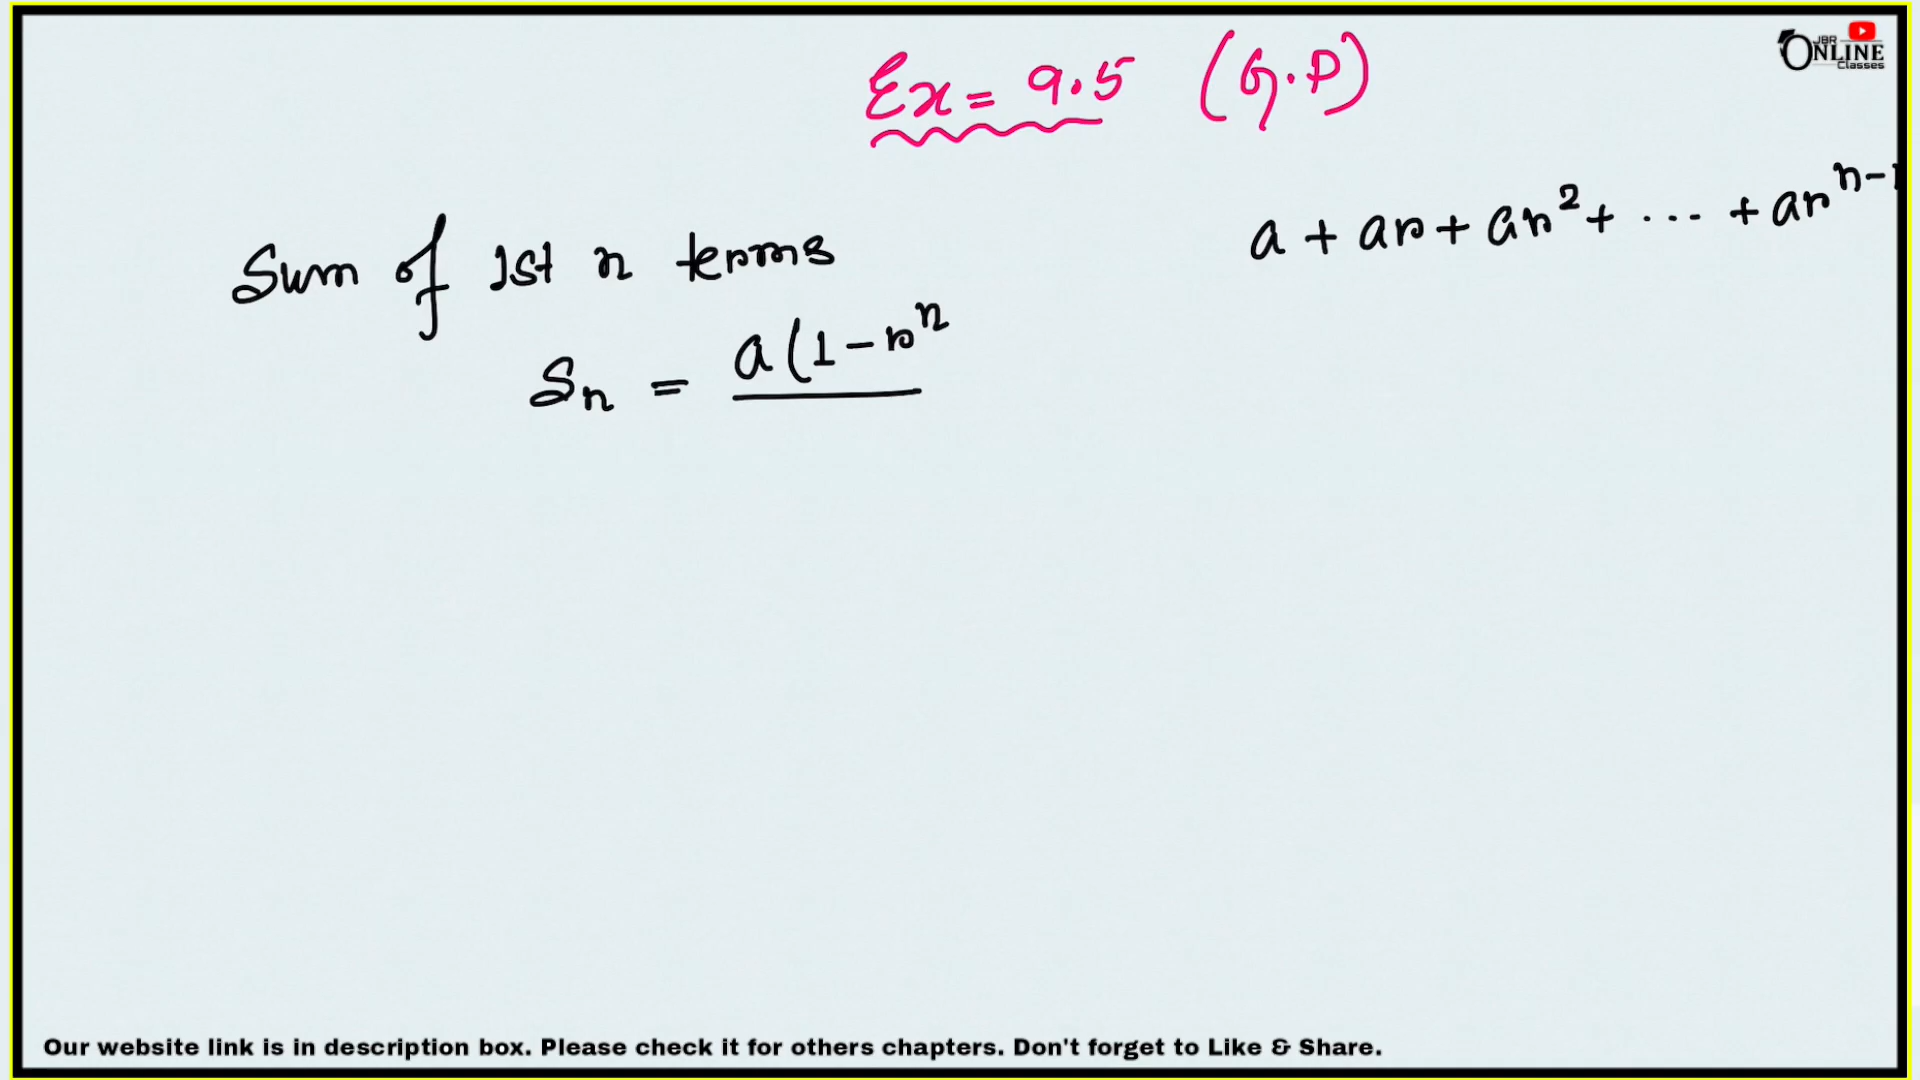 Ex = 9.5 (G.P)
JBR
ONLINE
Classes
a + ar + ar² + ... + arⁿ⁻
Sum of 1st n terms
Sn = a(1-rⁿ
Our website link is in description box. Please check it for others chapters. Don't forget to Like & Share.